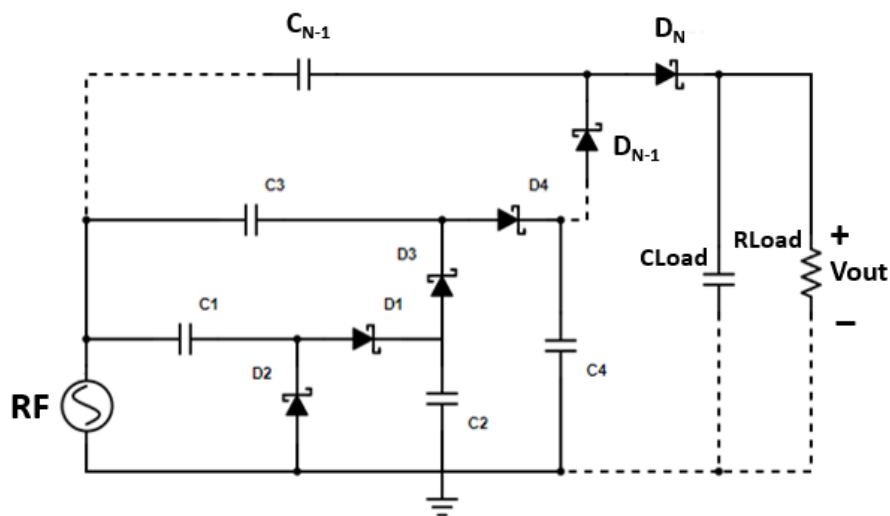 C_N-1
D_N
D_N-1
C3
D4
D3
CLoad
RLoad
+
Vout
–
C1
D1
D2
C2
C4
RF